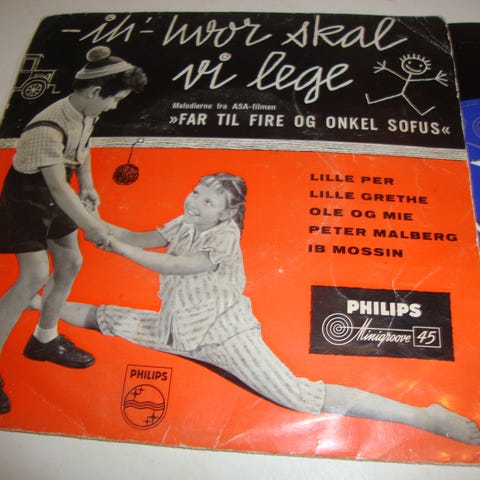 -ih- hvor skal
vi lege
Melodierne fra ASA-filmen
»FAR TIL FIRE OG ONKEL SOFUS«
LILLE PER
LILLE GRETHE
OLE OG MIE
PETER MALBERG
IB MOSSIN
PHILIPS
Minigroove 45
PHILIPS